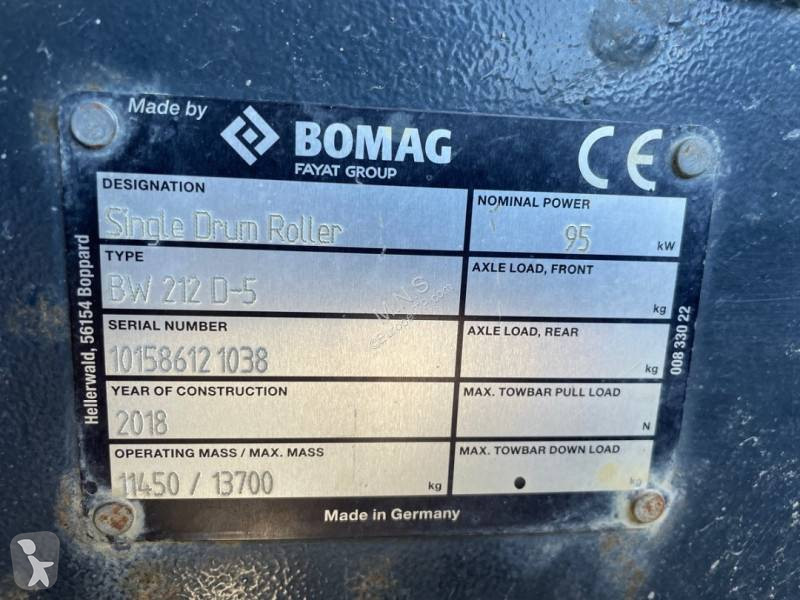 Made by BOMAG
FAYAT GROUP
CE
DESIGNATION
Single Drum Roller
NOMINAL POWER
95 kW
TYPE
BW 212 D-5
AXLE LOAD, FRONT
kg
SERIAL NUMBER
101586121038
AXLE LOAD, REAR
kg
YEAR OF CONSTRUCTION
2018
MAX. TOWBAR PULL LOAD
N
OPERATING MASS / MAX. MASS
11450 / 13700 kg
MAX. TOWBAR DOWN LOAD
kg
Made in Germany
Hellerwald, 56154 Boppard
008 330 22
MNS